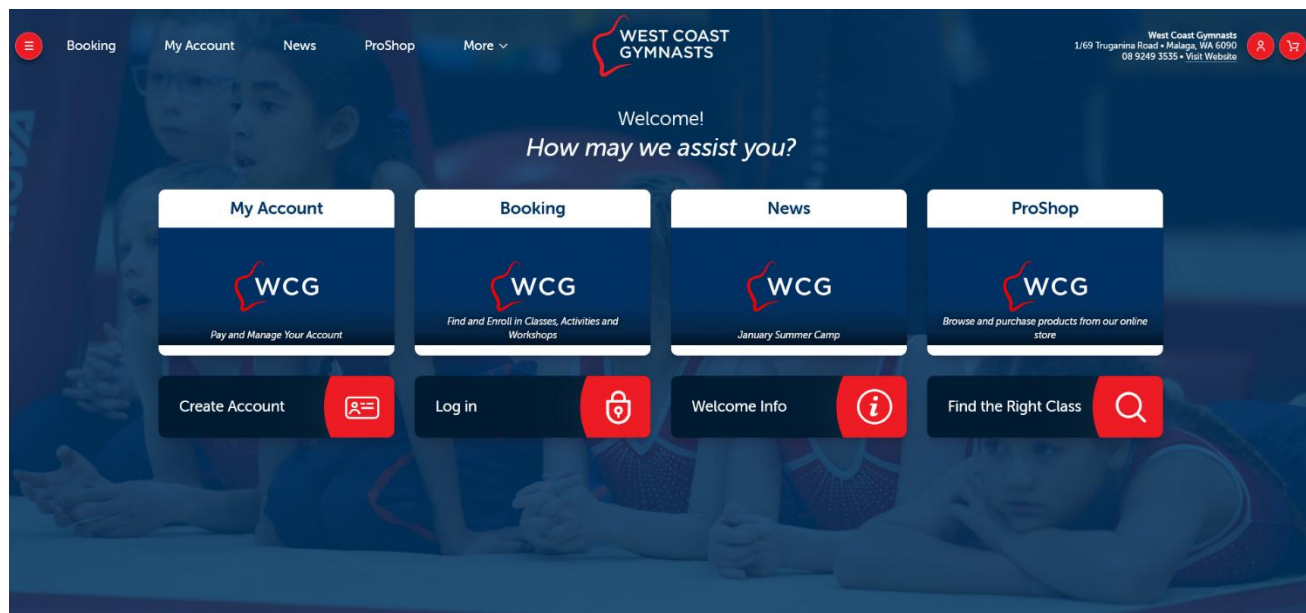 Booking
My Account
News
ProShop
More
WEST COAST
GYMNASTS
West Coast Gymnasts
1/69 Truganina Road • Malaga, WA 6090
08 9249 3535 • Visit Website
Welcome!
How may we assist you?
My Account
WCG
Pay and Manage Your Account
Booking
WCG
Find and Enroll in Classes, Activities and
Workshops
News
WCG
January Summer Camp
ProShop
WCG
Browse and purchase products from our online
store
Create Account
Log in
Welcome Info
i
Find the Right Class